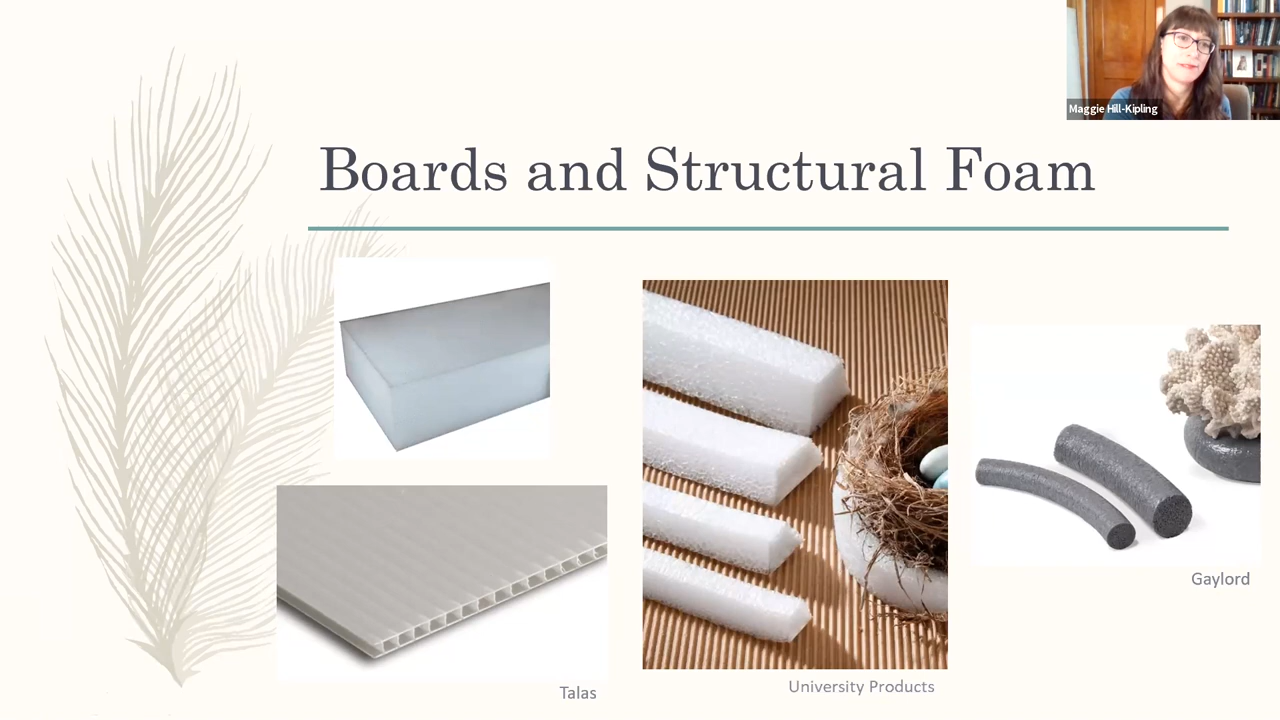 Maggie Hill-Kipling
Boards and Structural Foam
Gaylord
University Products
Talas